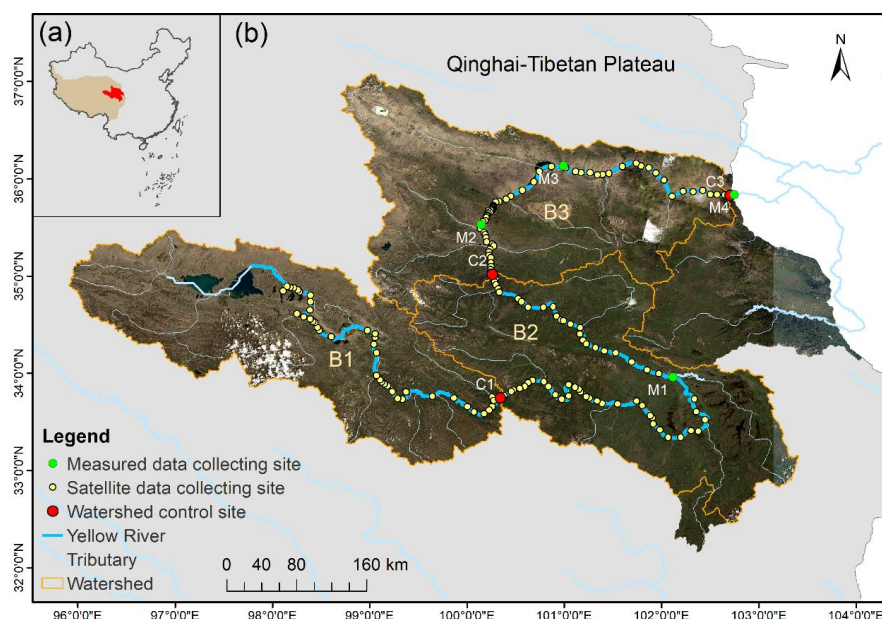 (a)
(b)
Qinghai-Tibetan Plateau
N
37°0'0"N
36°0'0"N
35°0'0"N
34°0'0"N
33°0'0"N
32°0'0"N
M3
C3
M4
B3
M2
C2
B2
B1
C1
M1
Legend
Measured data collecting site
Satellite data collecting site
Watershed control site
Yellow River
Tributary
Watershed
0 40 80 160 km
96°0'0"E 97°0'0"E 98°0'0"E 99°0'0"E 100°0'0"E 101°0'0"E 102°0'0"E 103°0'0"E 104°0'0"E